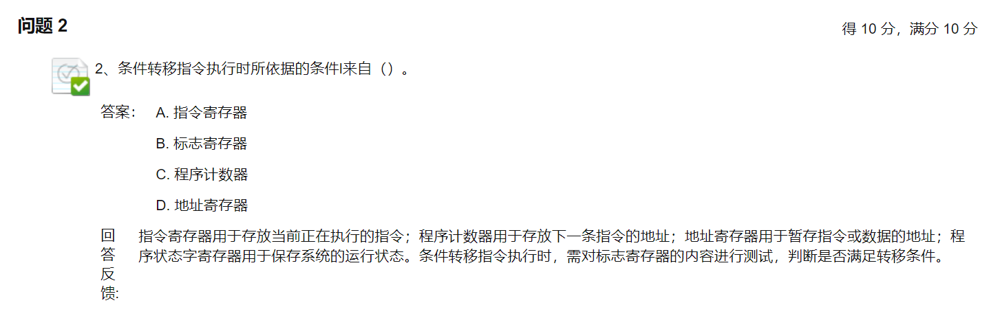 问题 2
得 10 分，满分 10 分
2、条件转移指令执行时所依据的条件l来自（）。
答案： A. 指令寄存器
B. 标志寄存器
C. 程序计数器
D. 地址寄存器
回答反馈: 指令寄存器用于存放当前正在执行的指令；程序计数器用于存放下一条指令的地址；地址寄存器用于暂存指令或数据的地址；程
序状态字寄存器用于保存系统的运行状态。条件转移指令执行时，需对标志寄存器的内容进行测试，判断是否满足转移条件。